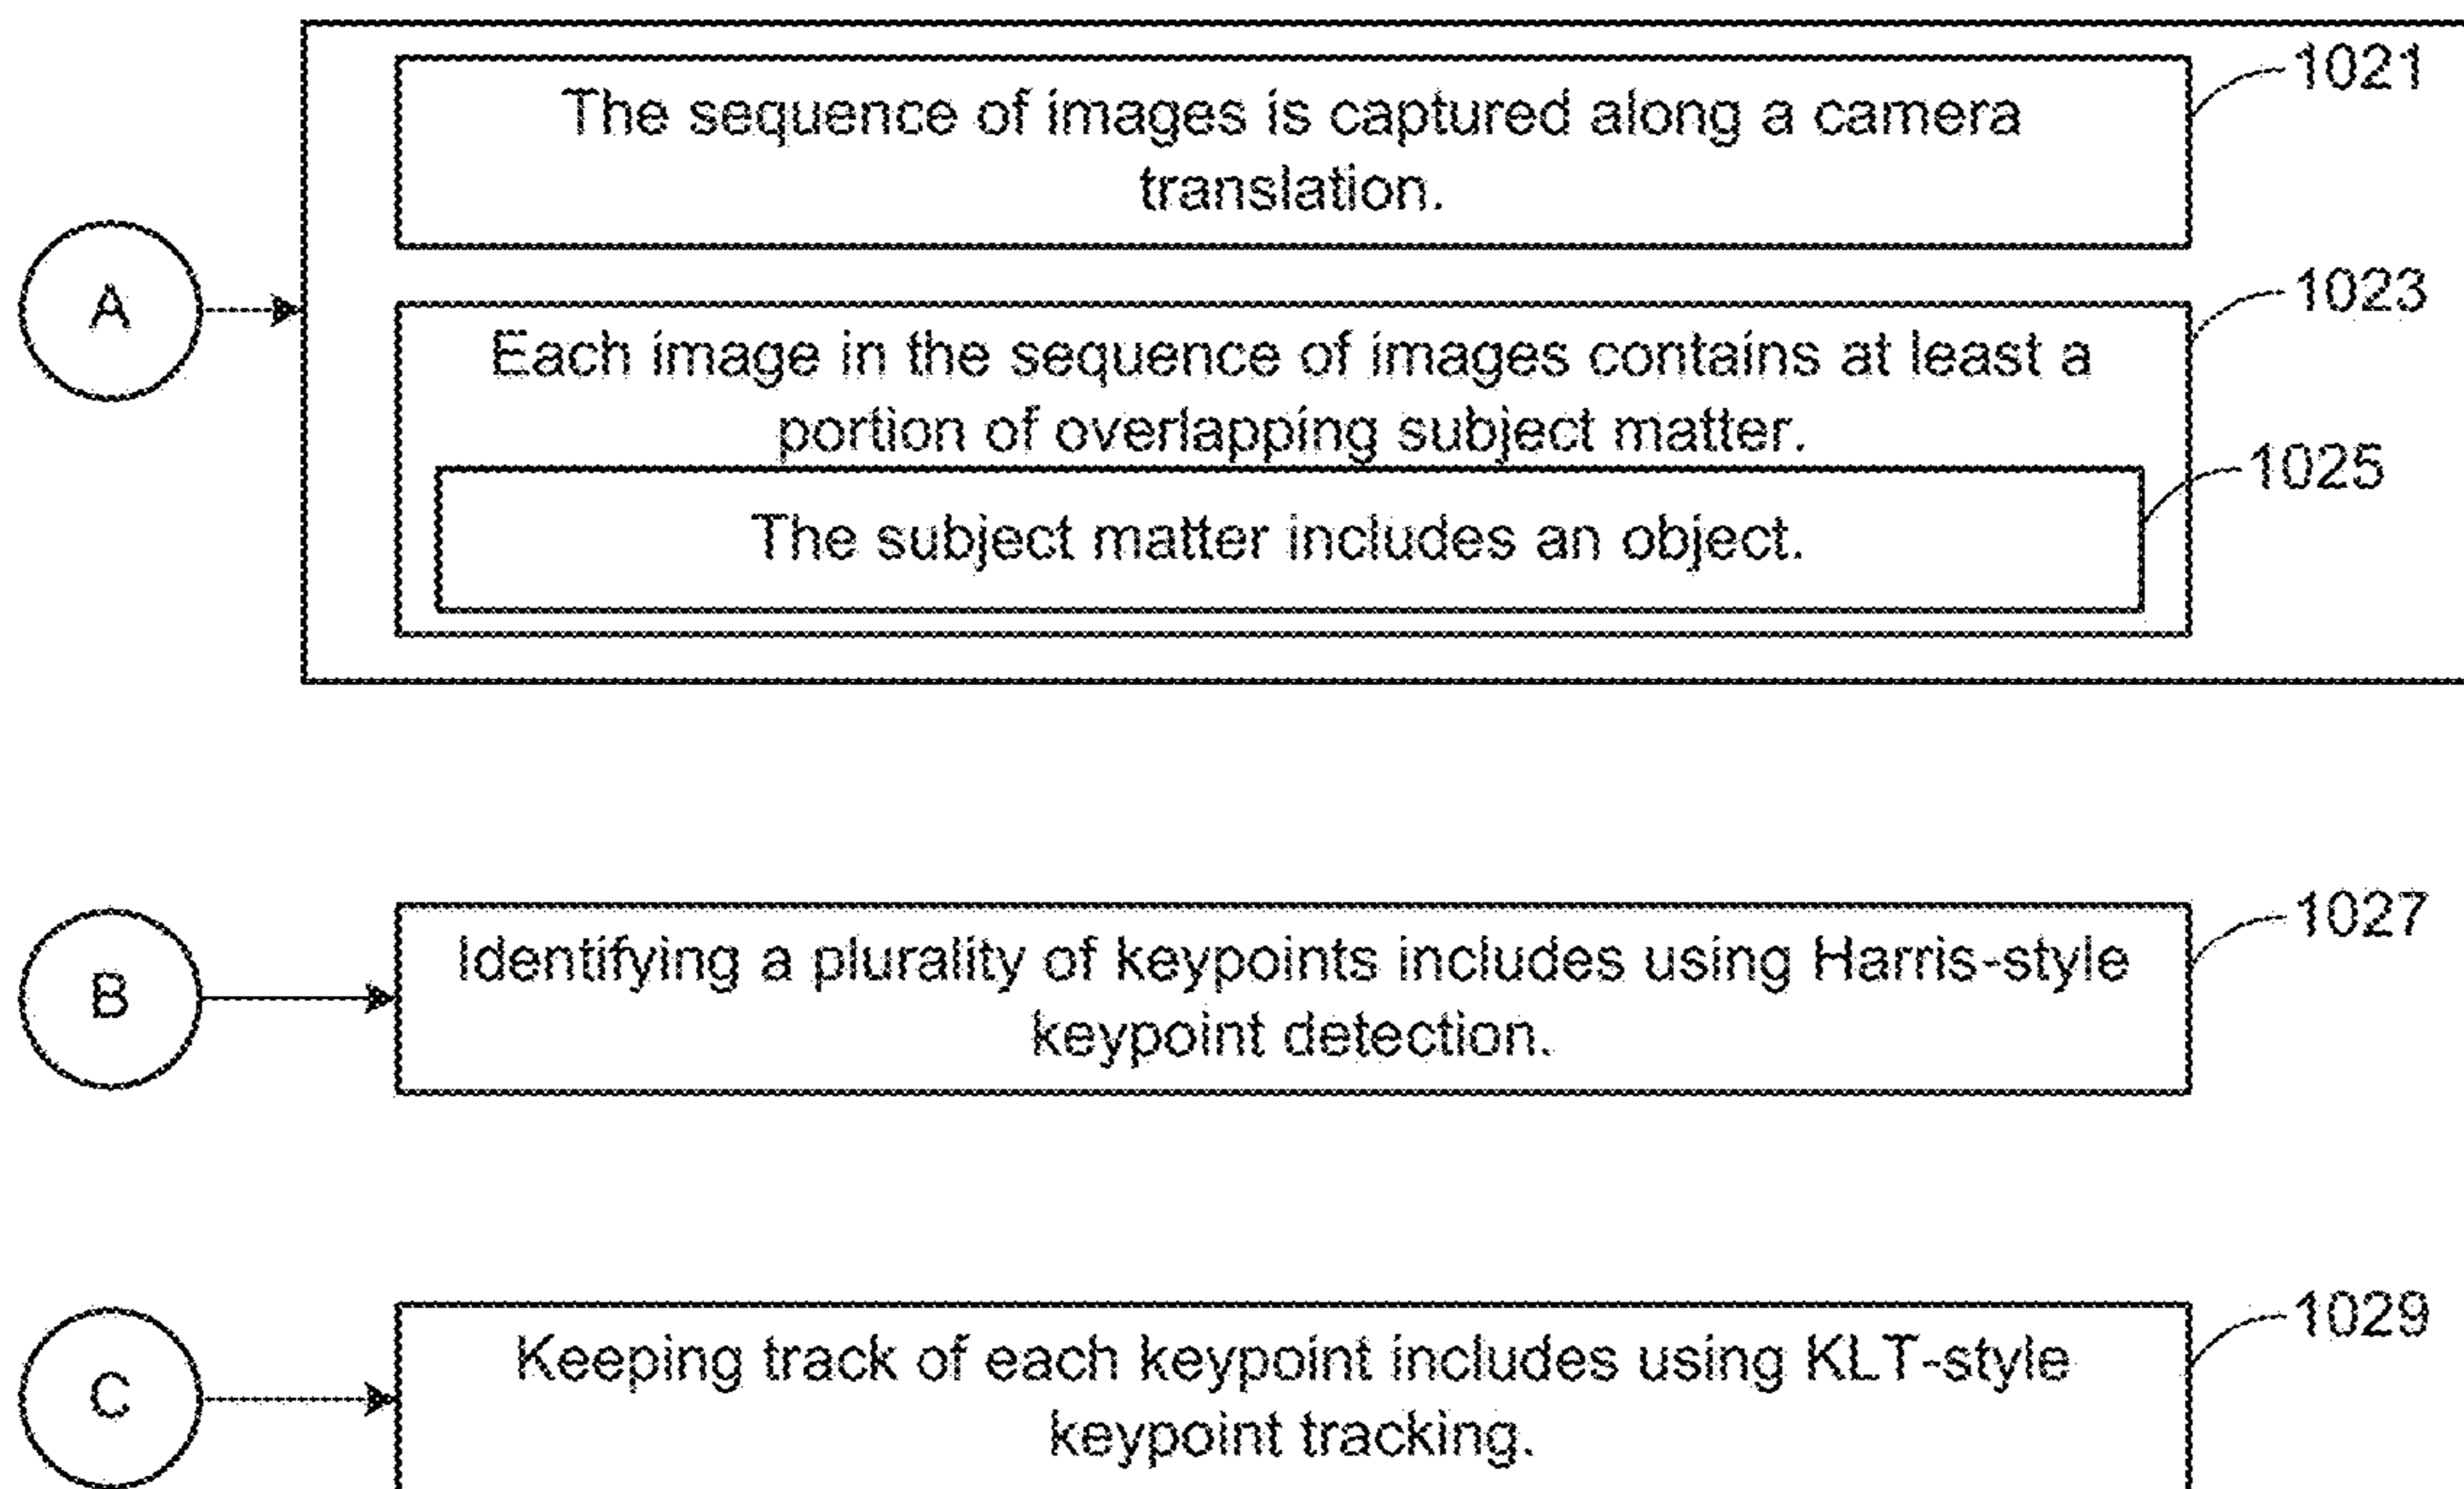 The sequence of images is captured along a camera
translation.
1021
A
Each image in the sequence of images contains at least a
portion of overlapping subject matter.
1023
The subject matter includes an object.
1025
B
Identifying a plurality of keypoints includes using Harris-style
keypoint detection.
1027
C
Keeping track of each keypoint includes using KLT-style
keypoint tracking.
1029